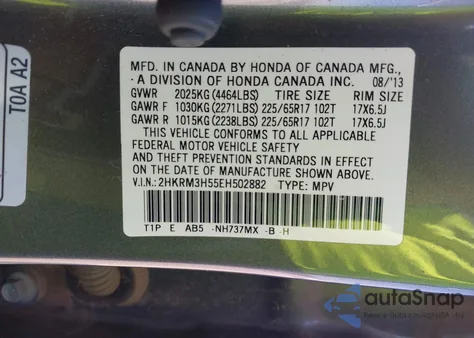 TOA A2
MFD. IN CANADA BY HONDA OF CANADA MFG.,
A DIVISION OF HONDA CANADA INC. 08/'13
GVWR 2025KG (4464LBS) TIRE SIZE RIM SIZE
GAWR F 1030KG (2271LBS) 225/65R17 102T 17X6.5J
GAWR R 1015KG (2238LBS) 225/65R17 102T 17X6.5J
THIS VEHICLE CONFORMS TO ALL APPLICABLE
FEDERAL MOTOR VEHICLE SAFETY
AND THEFT PREVENTION STANDARDS IN EFFECT
ON THE DATE OF MANUFACTURE SHOWN ABOVE.
V.I.N.: 2HKRM3H55EH502882 TYPE: MPV
T1P E AB5 -NH737MX -B -H
autoSnap